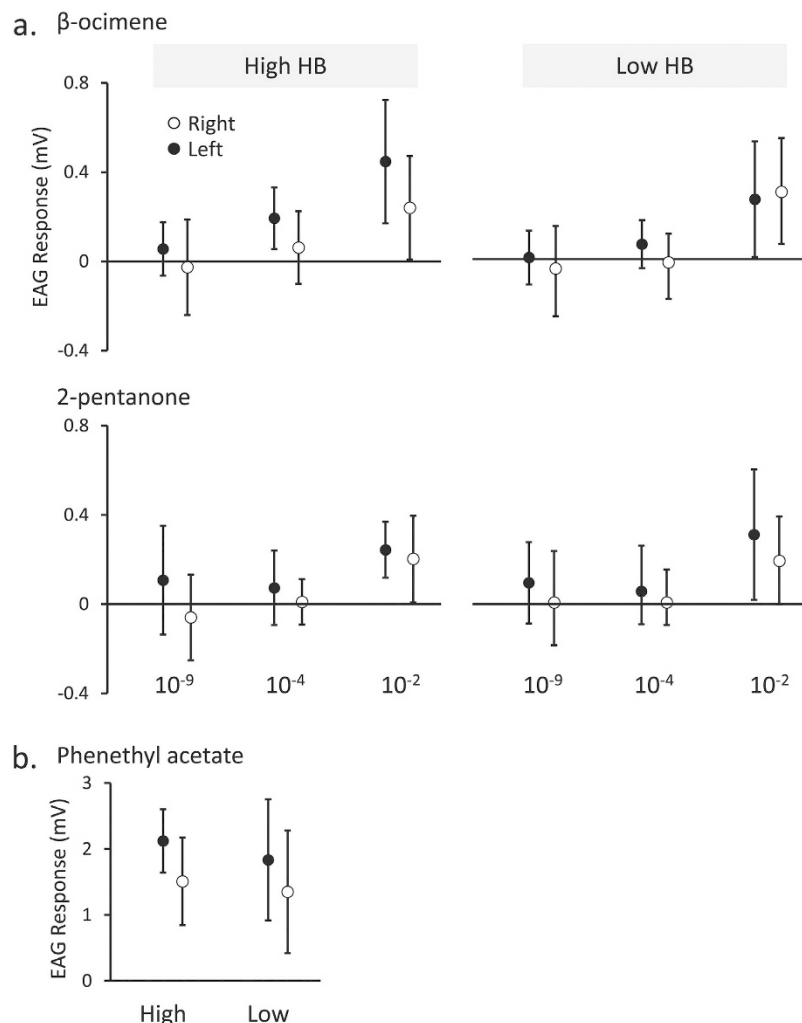 a. β-ocimene
High HB
Low HB
0.8
0.4
0
-0.4
EAG Response (mV)
Right
Left
2-pentanone
0.8
0.4
0
-0.4
10⁻⁹ 10⁻⁴ 10⁻² 10⁻⁹ 10⁻⁴ 10⁻²
b. Phenethyl acetate
3
2
1
0
EAG Response (mV)
High Low